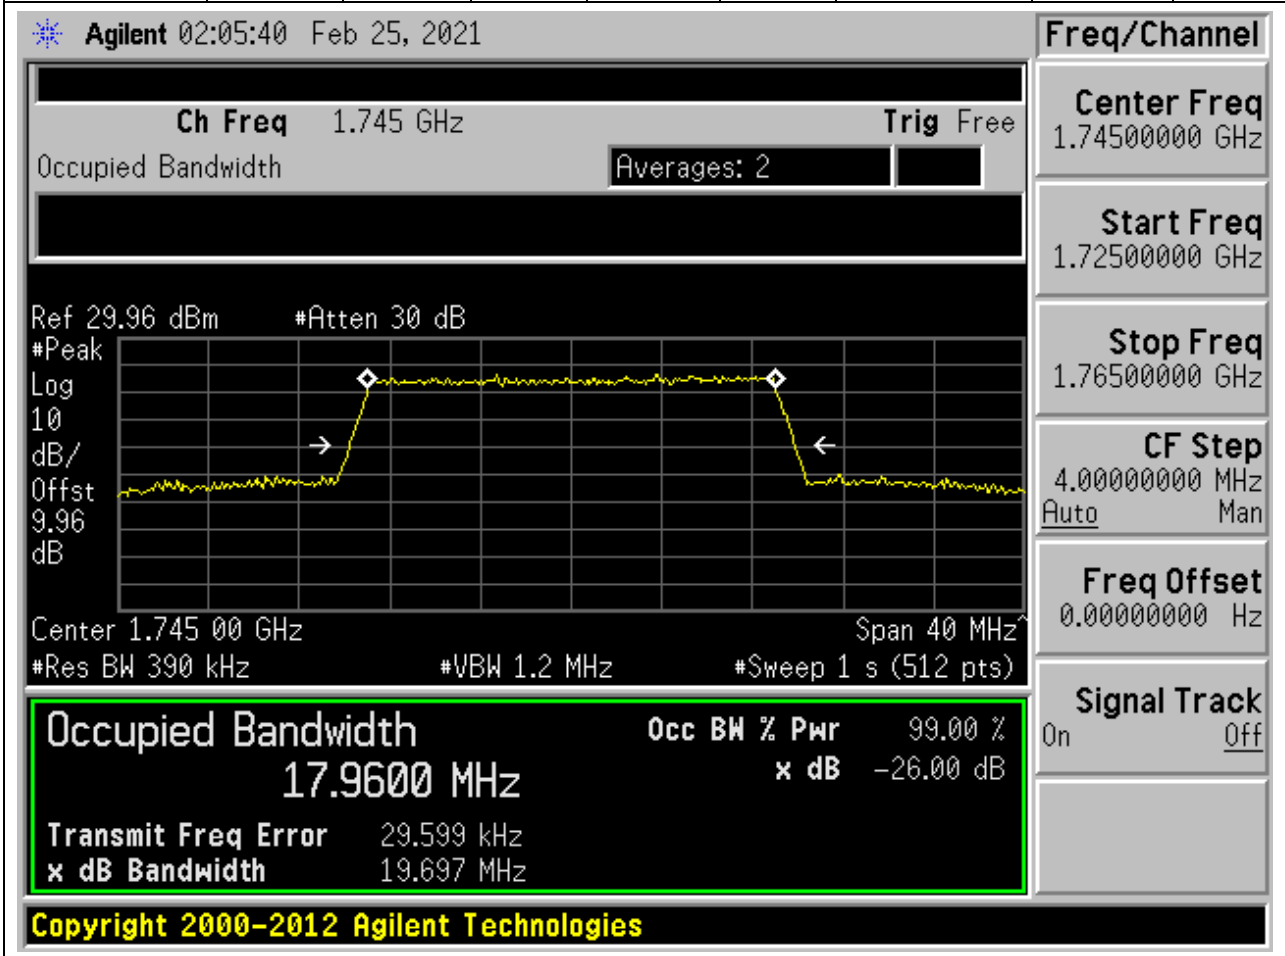 Agilent 02:05:40 Feb 25, 2021
Freq/Channel
Ch Freq 1.745 GHz Trig Free
Occupied Bandwidth Averages: 2
Ref 29.96 dBm #Atten 30 dB
#Peak
Log
10
dB/
Offst
9.96
dB
Center 1.745 00 GHz Span 40 MHz^
#Res BW 390 kHz #VBW 1.2 MHz #Sweep 1 s (512 pts)
Occupied Bandwidth Occ BW % Pwr 99.00 %
17.9600 MHz x dB -26.00 dB
Transmit Freq Error 29.599 kHz
x dB Bandwidth 19.697 MHz
Copyright 2000-2012 Agilent Technologies
Center Freq
1.74500000 GHz
Start Freq
1.72500000 GHz
Stop Freq
1.76500000 GHz
CF Step
4.00000000 MHz
Auto Man
Freq Offset
0.00000000 Hz
Signal Track
On Off